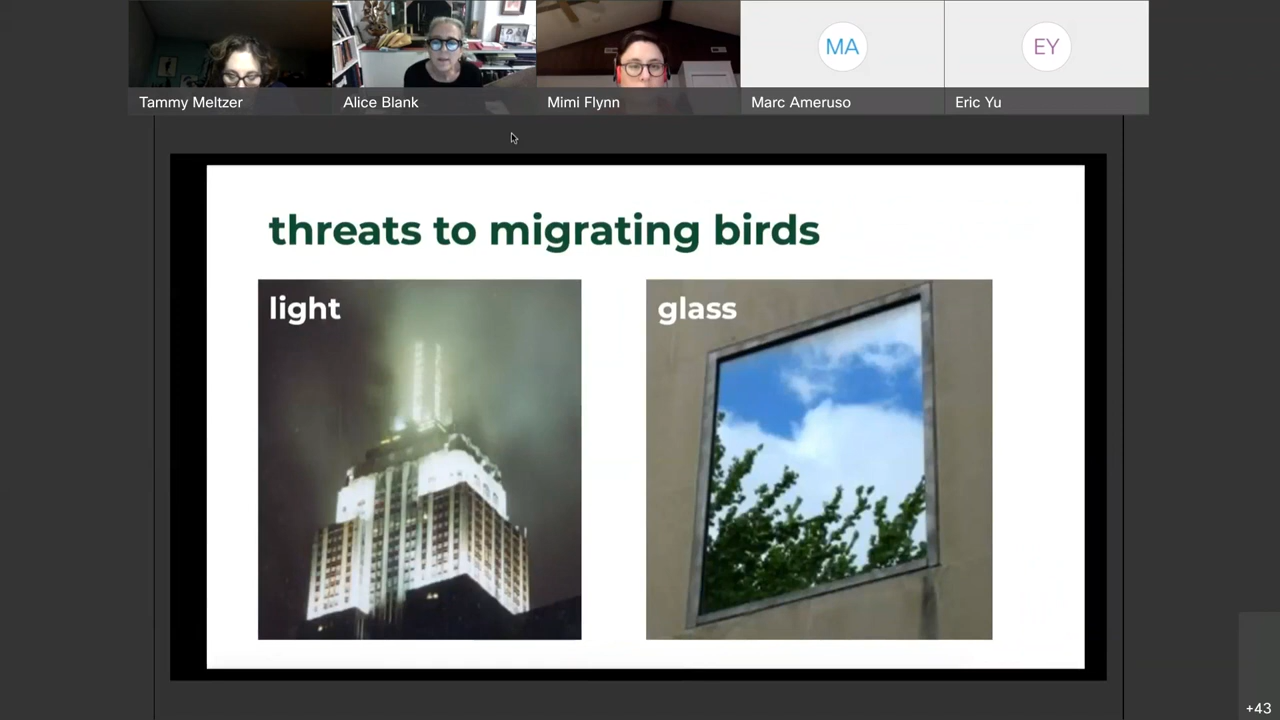 MA
EY
Tammy Meltzer
Alice Blank
Mimi Flynn
Marc Ameruso
Eric Yu
threats to migrating birds
light
glass
+43